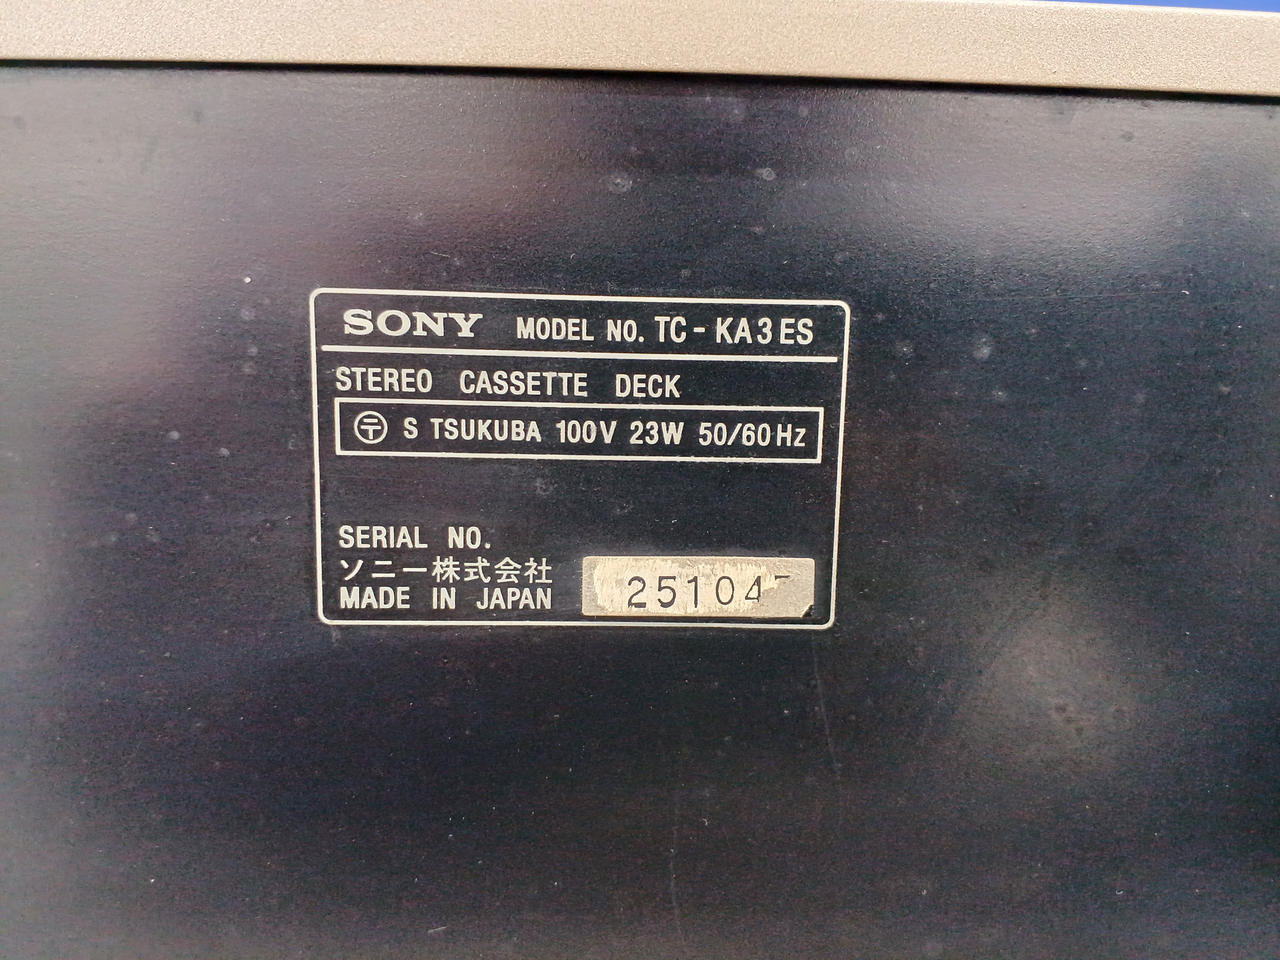 SONY MODEL NO. TC-KA3ES
STEREO CASSETTE DECK
〶 S TSUKUBA 100V 23W 50/60Hz
SERIAL NO.
ソニー株式会社
MADE IN JAPAN